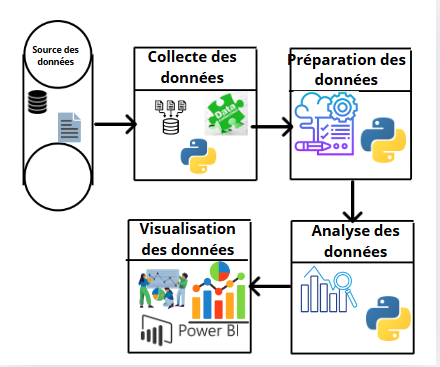 Source des
données
Collecte des
données
Data
Préparation des
données
Analyse des
données
Visualisation
des données
Power BI